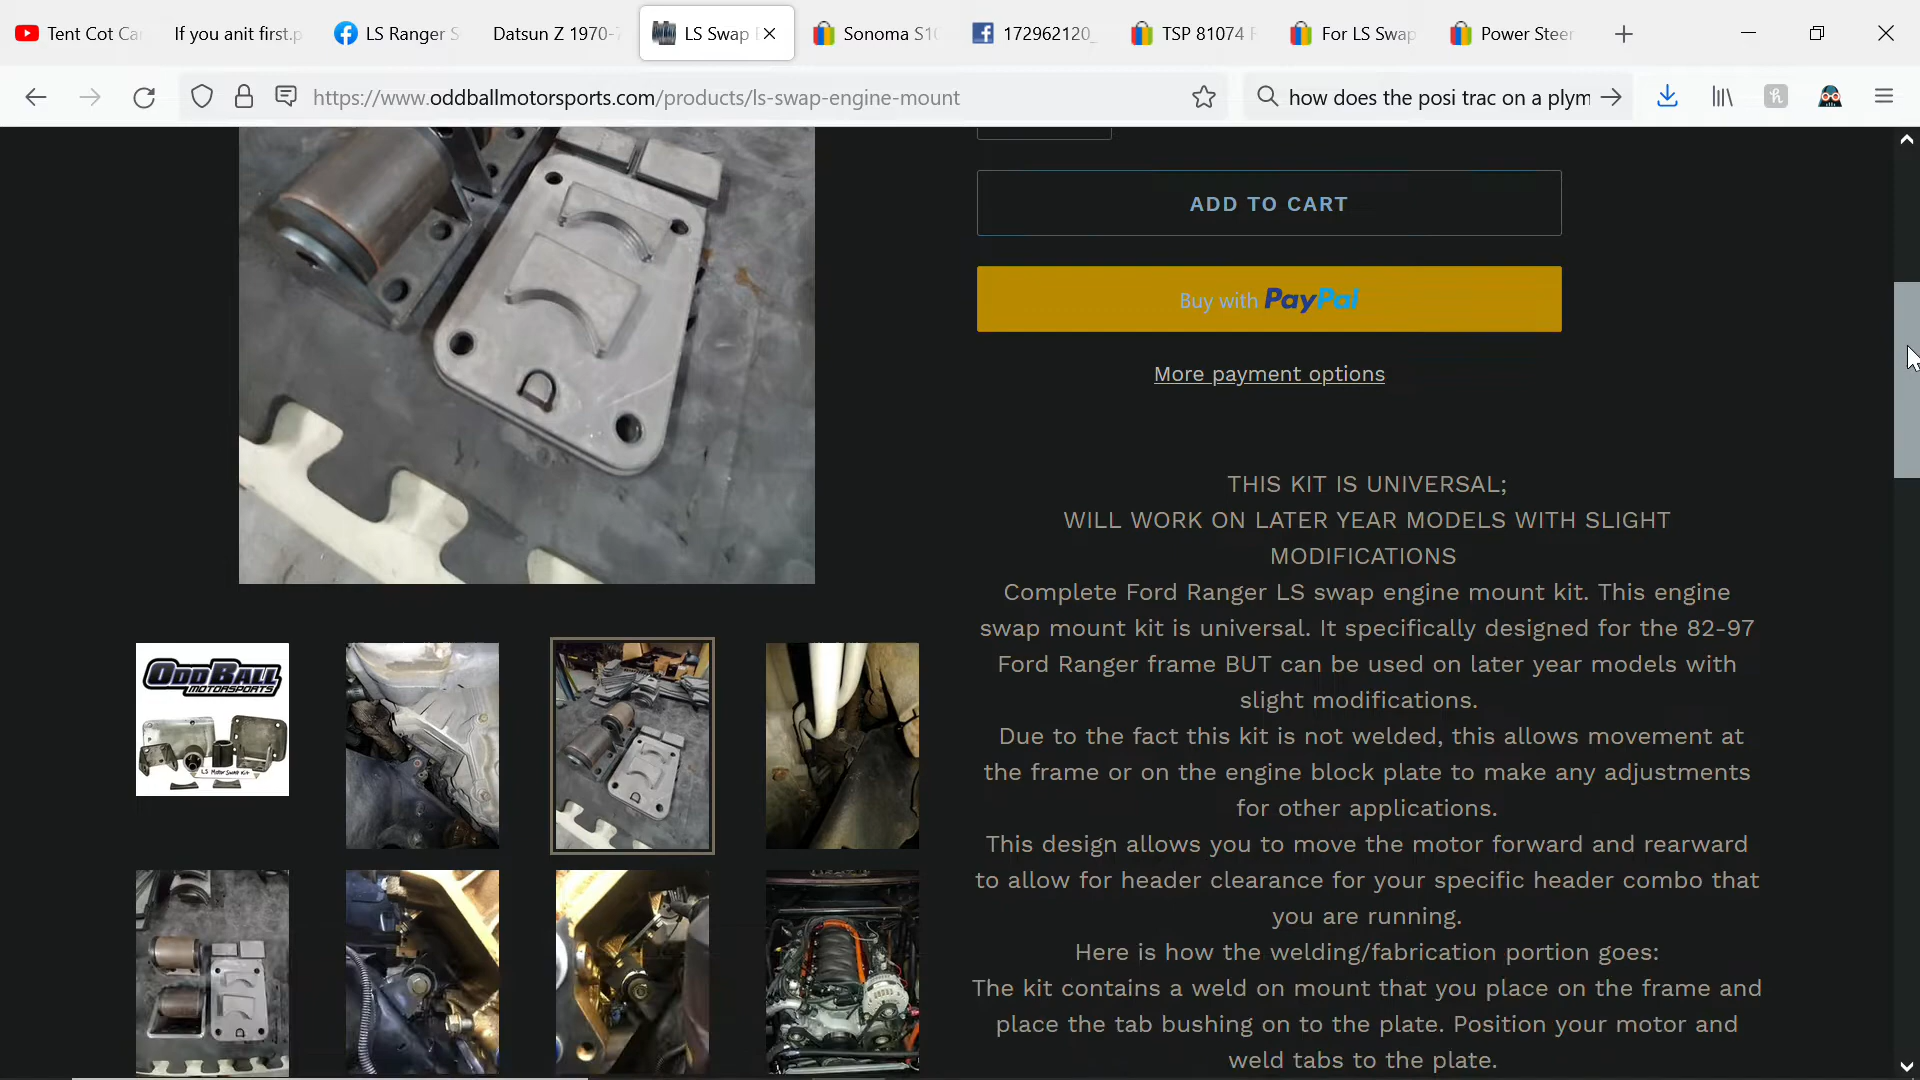 Tent Cot Ca
If you anit first.p
LS Ranger S
Datsun Z 1970-7
LS Swap
Sonoma S10
172962120_
TSP 81074
For LS Swap
Power Steer
https://www.oddballmotorsports.com/products/ls-swap-engine-mount
how does the posi trac on a plym
ADD TO CART
Buy with PayPal
More payment options
THIS KIT IS UNIVERSAL;
WILL WORK ON LATER YEAR MODELS WITH SLIGHT
MODIFICATIONS
Complete Ford Ranger LS swap engine mount kit. This engine
swap mount kit is universal. It specifically designed for the 82-97
Ford Ranger frame BUT can be used on later year models with
slight modifications.
Due to the fact this kit is not welded, this allows movement at
the frame or on the engine block plate to make any adjustments
for other applications.
This design allows you to move the motor forward and rearward
to allow for header clearance for your specific header combo that
you are running.
Here is how the welding/fabrication portion goes:
The kit contains a weld on mount that you place on the frame and
place the tab bushing on to the plate. Position your motor and
weld tabs to the plate.
ODDBALL
MOTORSPORTS
LS Motor Swap Kit